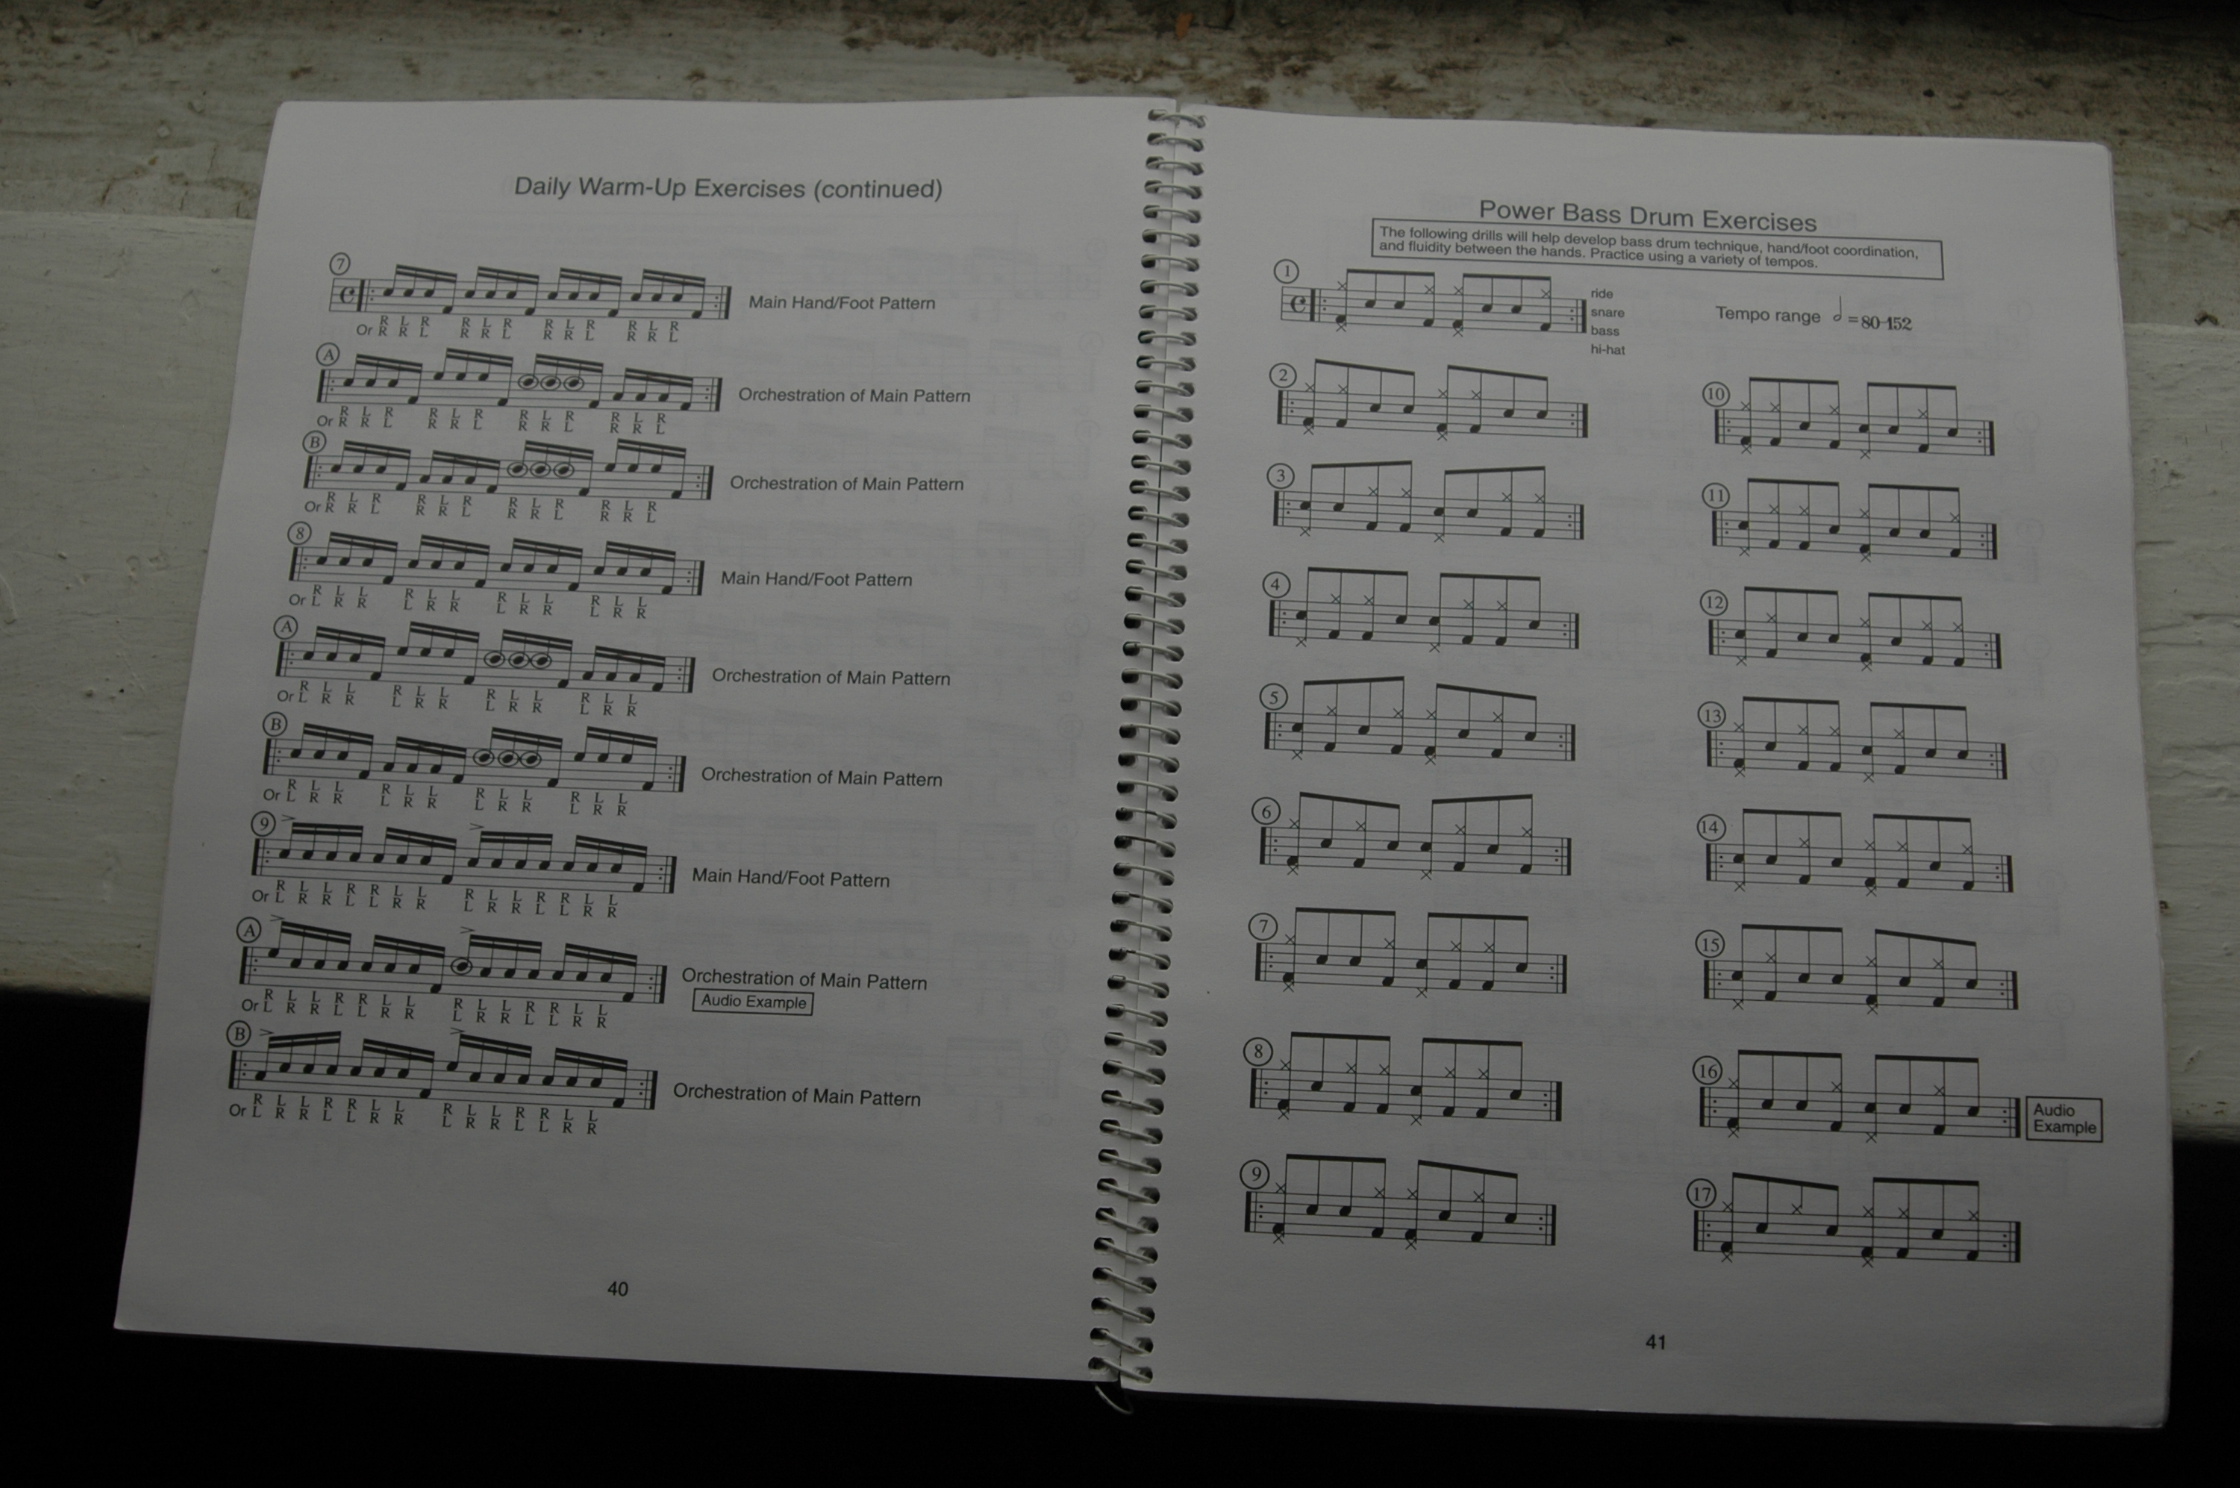 Daily Warm-Up Exercises (continued)
7
Main Hand/Foot Pattern
R L R R L R R L R R L R
Or R R L R R L R R L R R L
A
Orchestration of Main Pattern
R L R R L R R L R R L R
Or R R L R R L R R L R R L
B
Orchestration of Main Pattern
R L R R L R R L R R L R
Or R R L R R L R R L R R L
8
Main Hand/Foot Pattern
R L L R L L R L L R L L
Or L R R L R R L R R L R R
A
Orchestration of Main Pattern
R L L R L L R L L R L L
Or L R R L R R L R R L R R
B
Orchestration of Main Pattern
R L L R L L R L L R L L
Or L R R L R R L R R L R R
9
Main Hand/Foot Pattern
R L L R R L L R L L R R L L
Or L R R L L R R L R R L L R R
A
Orchestration of Main Pattern
Audio Example
R L L R R L L R L L R R L L
Or L R R L L R R L R R L L R R
B
Orchestration of Main Pattern
R L L R R L L R L L R R L L
Or L R R L L R R L R R L L R R
40
Power Bass Drum Exercises
The following drills will help develop bass drum technique, hand/foot coordination,
and fluidity between the hands. Practice using a variety of tempos.
1
ride
snare
bass
hi-hat
Tempo range = 80-152
2
3
4
5
6
7
8
9
10
11
12
13
14
15
16
Audio
Example
17
41